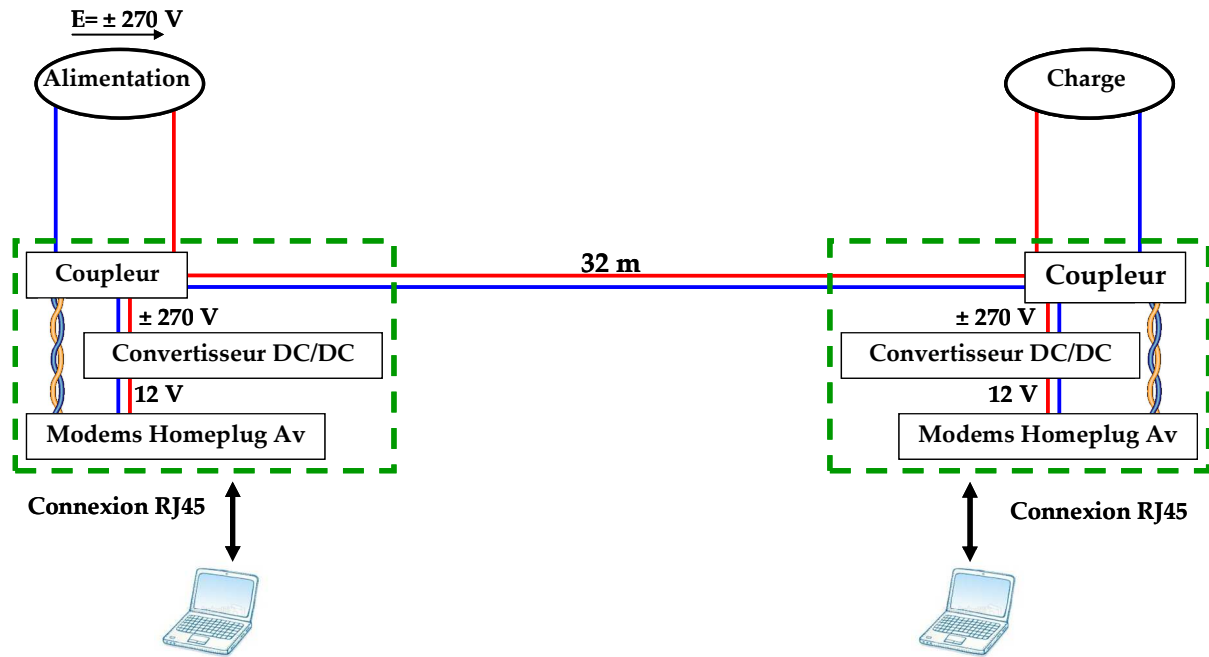 E= ± 270 V
Alimentation
Charge
Coupleur
32 m
Coupleur
± 270 V
± 270 V
Convertisseur DC/DC
Convertisseur DC/DC
12 V
12 V
Modems Homeplug Av
Modems Homeplug Av
Connexion RJ45
Connexion RJ45